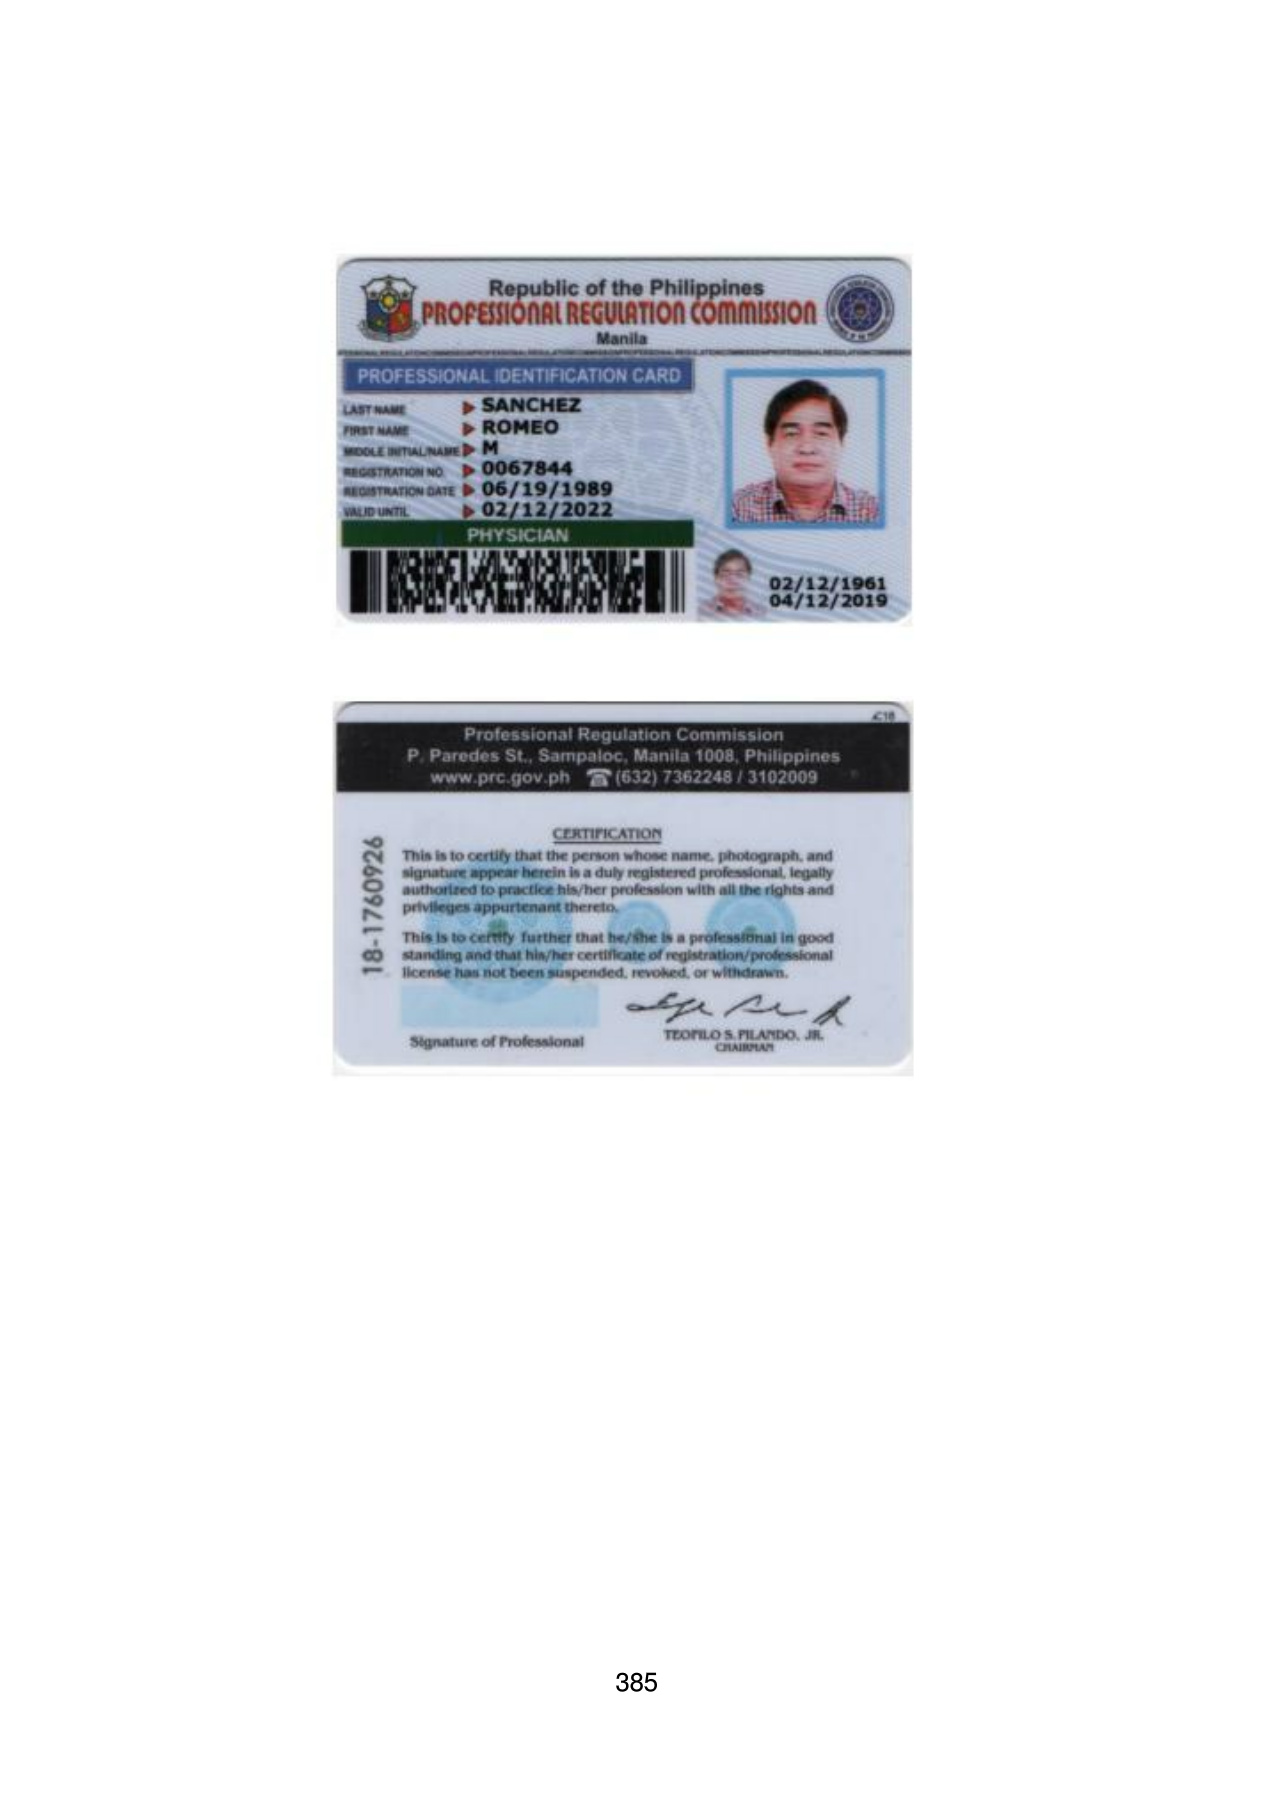 Republic of the Philippines
PROFESSIONAL REGULATION COMMISSION
Manila
PROFESSIONAL IDENTIFICATION CARD
LAST NAME SANCHEZ
FIRST NAME ROMEO
MIDDLE INITIAL/NAME M
REGISTRATION NO. 0067844
REGISTRATION DATE 06/19/1989
VALID UNTIL 02/12/2022
PHYSICIAN
02/12/1961
04/12/2019
Professional Regulation Commission
P. Paredes St., Sampaloc, Manila 1008, Philippines
www.prc.gov.ph (632) 7362248 / 3102009
18-1760926
CERTIFICATION
This is to certify that the person whose name, photograph, and
signature appear herein is a duly registered professional, legally
authorized to practice his/her profession with all the rights and
privileges appurtenant thereto.
This is to certify further that he/she is a professional in good
standing and that his/her certificate of registration/professional
license has not been suspended, revoked, or withdrawn.
Signature of Professional
TEOFILO S. PILANDO, JR.
CHAIRMAN
385